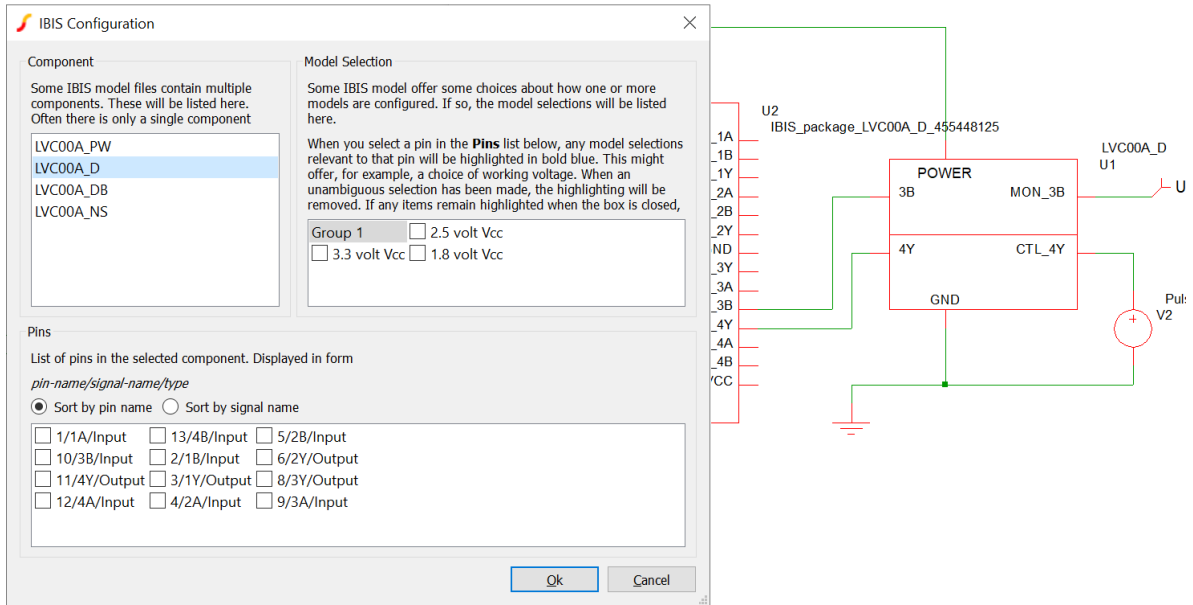 IBIS Configuration
Component
Some IBIS model files contain multiple
components. These will be listed here.
Often there is only a single component
LVC00A_PW
LVC00A_D
LVC00A_DB
LVC00A_NS
Model Selection
Some IBIS model offer some choices about how one or more
models are configured. If so, the model selections will be listed
here.
When you select a pin in the Pins list below, any model selections
relevant to that pin will be highlighted in bold blue. This might
offer, for example, a choice of working voltage. When an
unambiguous selection has been made, the highlighting will be
removed. If any items remain highlighted when the box is closed,
Group 1 2.5 volt Vcc
3.3 volt Vcc 1.8 volt Vcc
Pins
List of pins in the selected component. Displayed in form
pin-name/signal-name/type
Sort by pin name Sort by signal name
1/1A/Input 13/4B/Input 5/2B/Input
10/3B/Input 2/1B/Input 6/2Y/Output
11/4Y/Output 3/1Y/Output 8/3Y/Output
12/4A/Input 4/2A/Input 9/3A/Input
Ok Cancel
U2
IBIS_package_LVC00A_D_455448125
_1A
_1B
_1Y
_2A
_2B
_2Y
ND
_3Y
_3A
_3B
_4Y
_4A
_4B
VCC
LVC00A_D
U1
POWER
3B MON_3B
4Y CTL_4Y
GND
U
Puls
V2